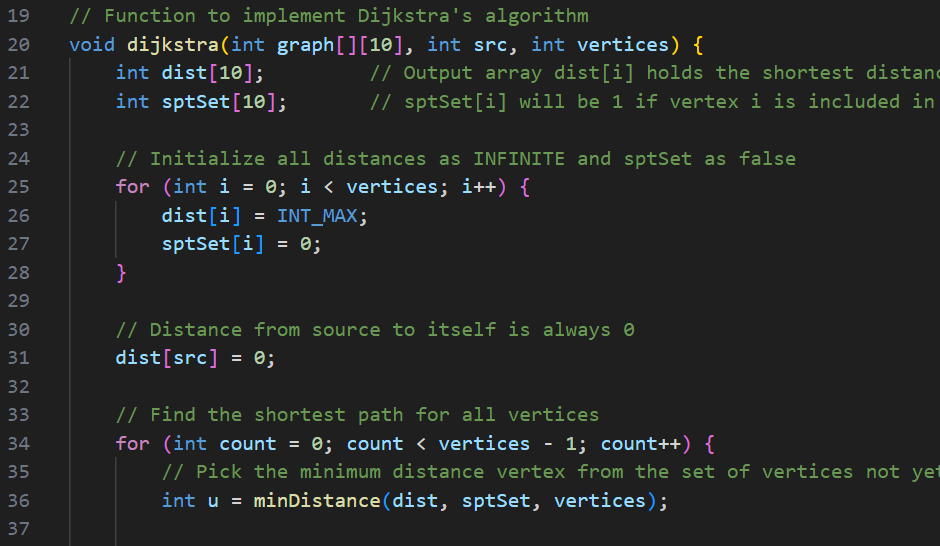 19 // Function to implement Dijkstra's algorithm
20 void dijkstra(int graph[][10], int src, int vertices) {
21     int dist[10];         // Output array dist[i] holds the shortest distanc
22     int sptSet[10];       // sptSet[i] will be 1 if vertex i is included in
23
24     // Initialize all distances as INFINITE and sptSet as false
25     for (int i = 0; i < vertices; i++) {
26         dist[i] = INT_MAX;
27         sptSet[i] = 0;
28     }
29
30     // Distance from source to itself is always 0
31     dist[src] = 0;
32
33     // Find the shortest path for all vertices
34     for (int count = 0; count < vertices - 1; count++) {
35         // Pick the minimum distance vertex from the set of vertices not yet
36         int u = minDistance(dist, sptSet, vertices);
37